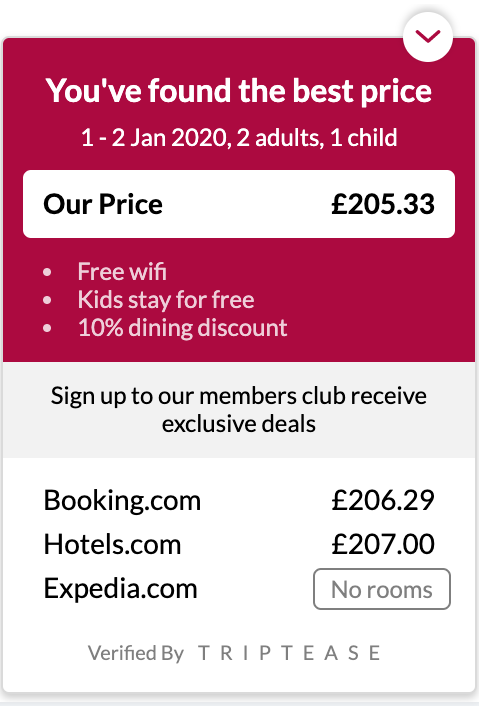 You've found the best price
1 - 2 Jan 2020, 2 adults, 1 child
Our Price £205.33
Free wifi
Kids stay for free
10% dining discount
Sign up to our members club receive
exclusive deals
Booking.com £206.29
Hotels.com £207.00
Expedia.com No rooms
Verified By TRIPTEASE